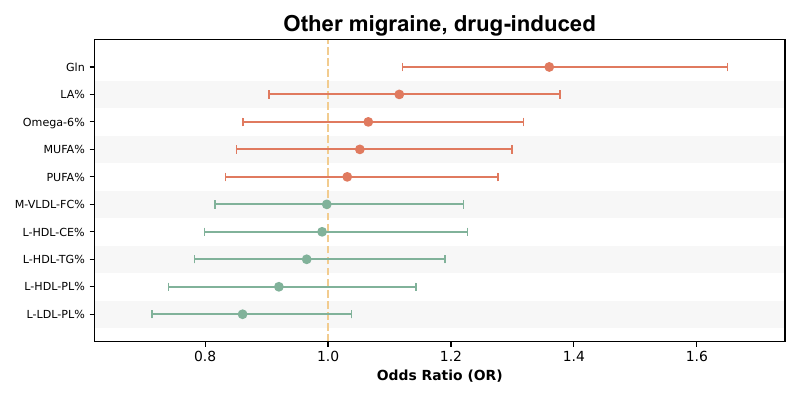 Other migraine, drug-induced
Gln
LA%
Omega-6%
MUFA%
PUFA%
M-VLDL-FC%
L-HDL-CE%
L-HDL-TG%
L-HDL-PL%
L-LDL-PL%
0.8 1.0 1.2 1.4 1.6
Odds Ratio (OR)